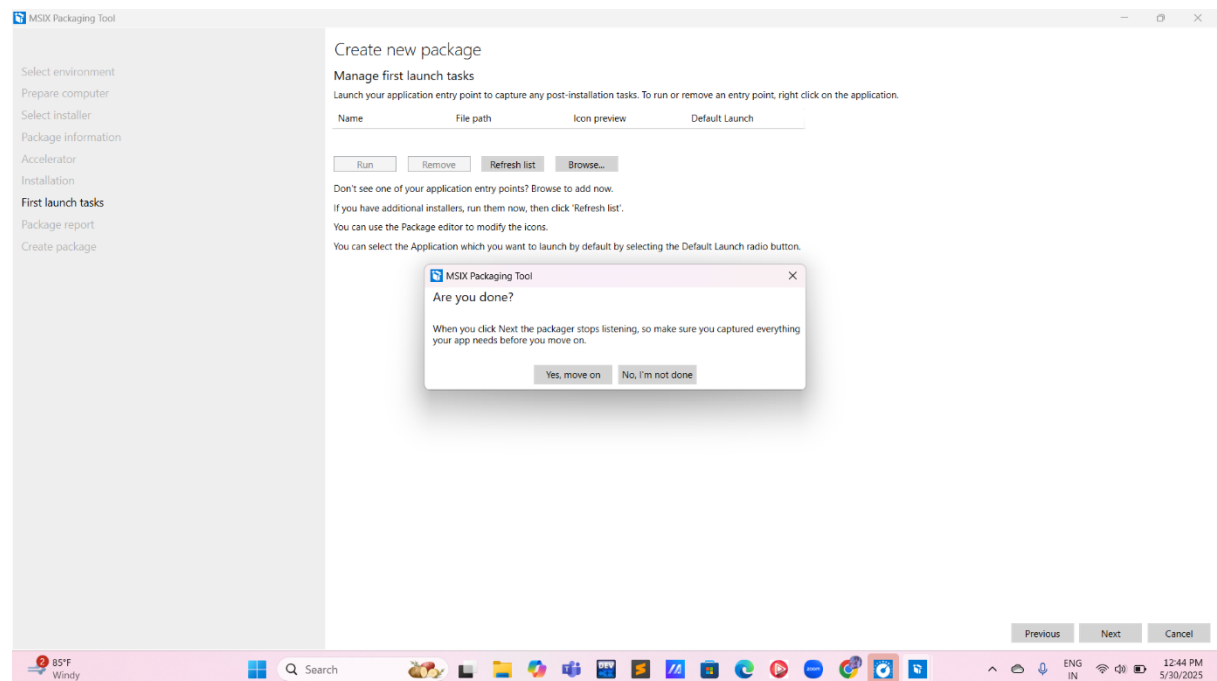 MSIX Packaging Tool
Select environment
Prepare computer
Select installer
Package information
Accelerator
Installation
First launch tasks
Package report
Create package
Create new package
Manage first launch tasks
Launch your application entry point to capture any post-installation tasks. To run or remove an entry point, right click on the application.
Name File path Icon preview Default Launch
Run Remove Refresh list Browse...
Don't see one of your application entry points? Browse to add now.
If you have additional installers, run them now, then click 'Refresh list'.
You can use the Package editor to modify the icons.
You can select the Application which you want to launch by default by selecting the Default Launch radio button.
MSIX Packaging Tool
Are you done?
When you click Next the packager stops listening, so make sure you captured everything
your app needs before you move on.
Yes, move on No, I'm not done
Previous Next Cancel
2 85°F
Windy
Search
DEV
zoom
ENG
IN
12:44 PM
5/30/2025